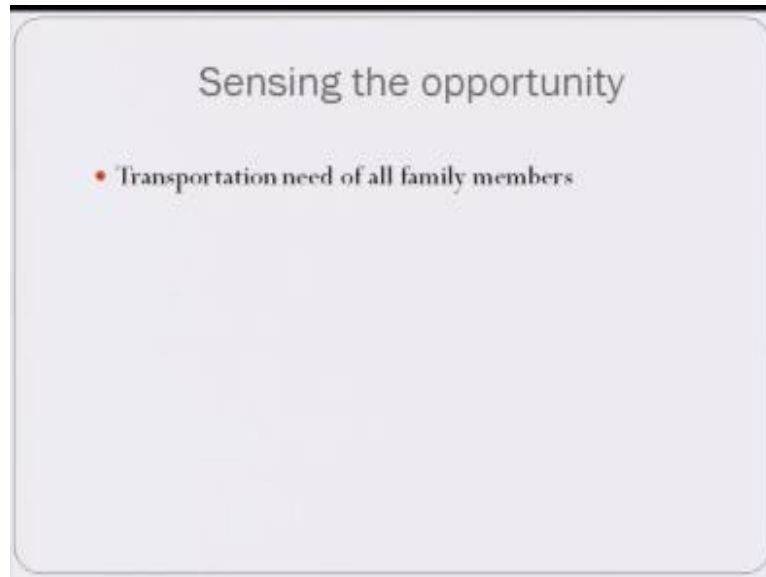 Sensing the opportunity
• Transportation need of all family members